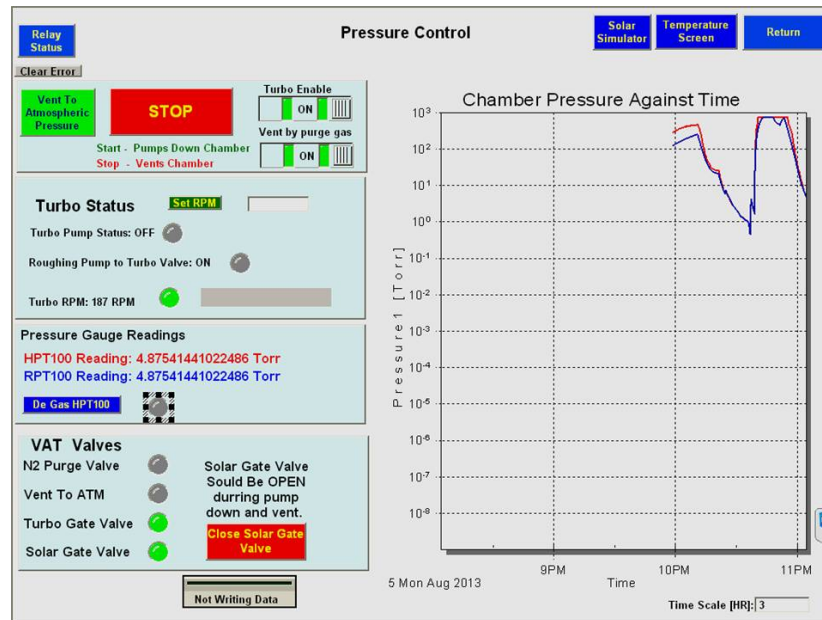 Relay
Status
Pressure Control
Solar
Simulator
Temperature
Screen
Return
Clear Error
Vent To
Atmospheric
Pressure
STOP
Turbo Enable
ON
Vent by purge gas
ON
Start - Pumps Down Chamber
Stop - Vents Chamber
Turbo Status
Set RPM
Turbo Pump Status: OFF
Roughing Pump to Turbo Valve: ON
Turbo RPM: 187 RPM
Pressure Gauge Readings
HPT100 Reading: 4.87541441022486 Torr
RPT100 Reading: 4.87541441022486 Torr
De Gas HPT100
VAT Valves
N2 Purge Valve
Vent To ATM
Turbo Gate Valve
Solar Gate Valve
Solar Gate Valve
Sould Be OPEN
durring pump
down and vent.
Close Solar Gate
Valve
Not Writing Data
Chamber Pressure Against Time
10³
10²
10¹
10⁰
10⁻¹
10⁻²
10⁻³
10⁻⁴
10⁻⁵
10⁻⁶
10⁻⁷
10⁻⁸
Pressure1 [Torr]
9PM
10PM
11PM
5 Mon Aug 2013
Time
Time Scale [HR]: 3